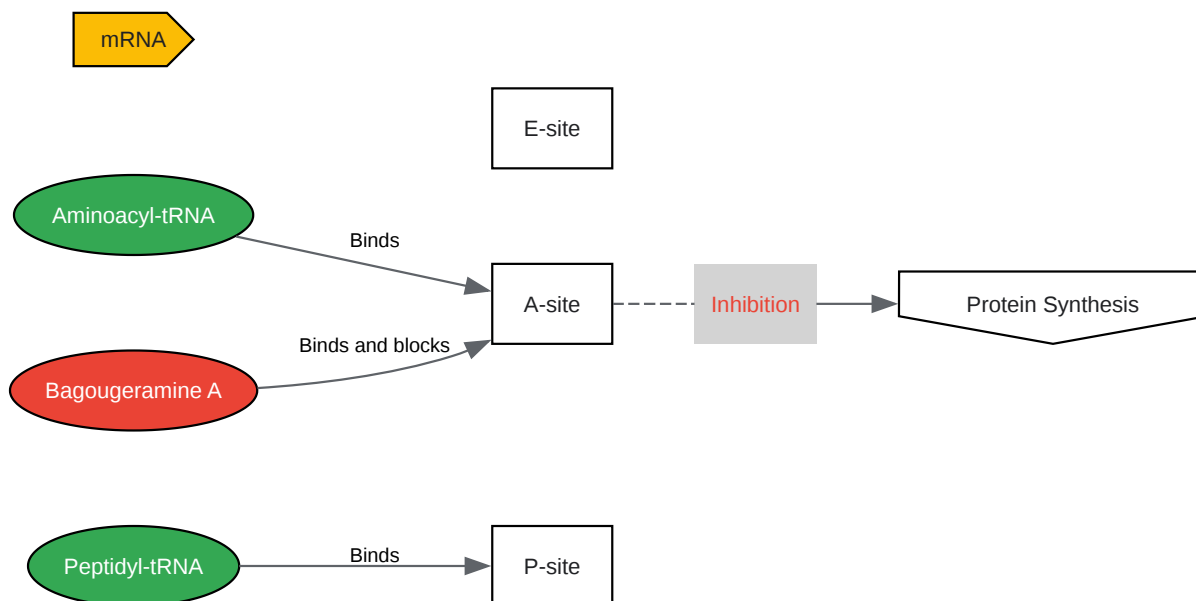 mRNA
E-site
Aminoacyl-tRNA
Binds
A-site
Inhibition
Protein Synthesis
Binds and blocks
Bagougeramine A
Peptidyl-tRNA
Binds
P-site